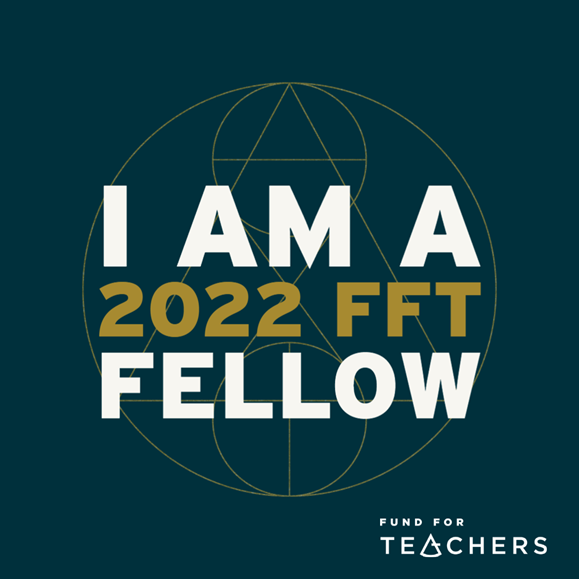 I AM A
2022 FFT
FELLOW
FUND FOR
TEACHERS